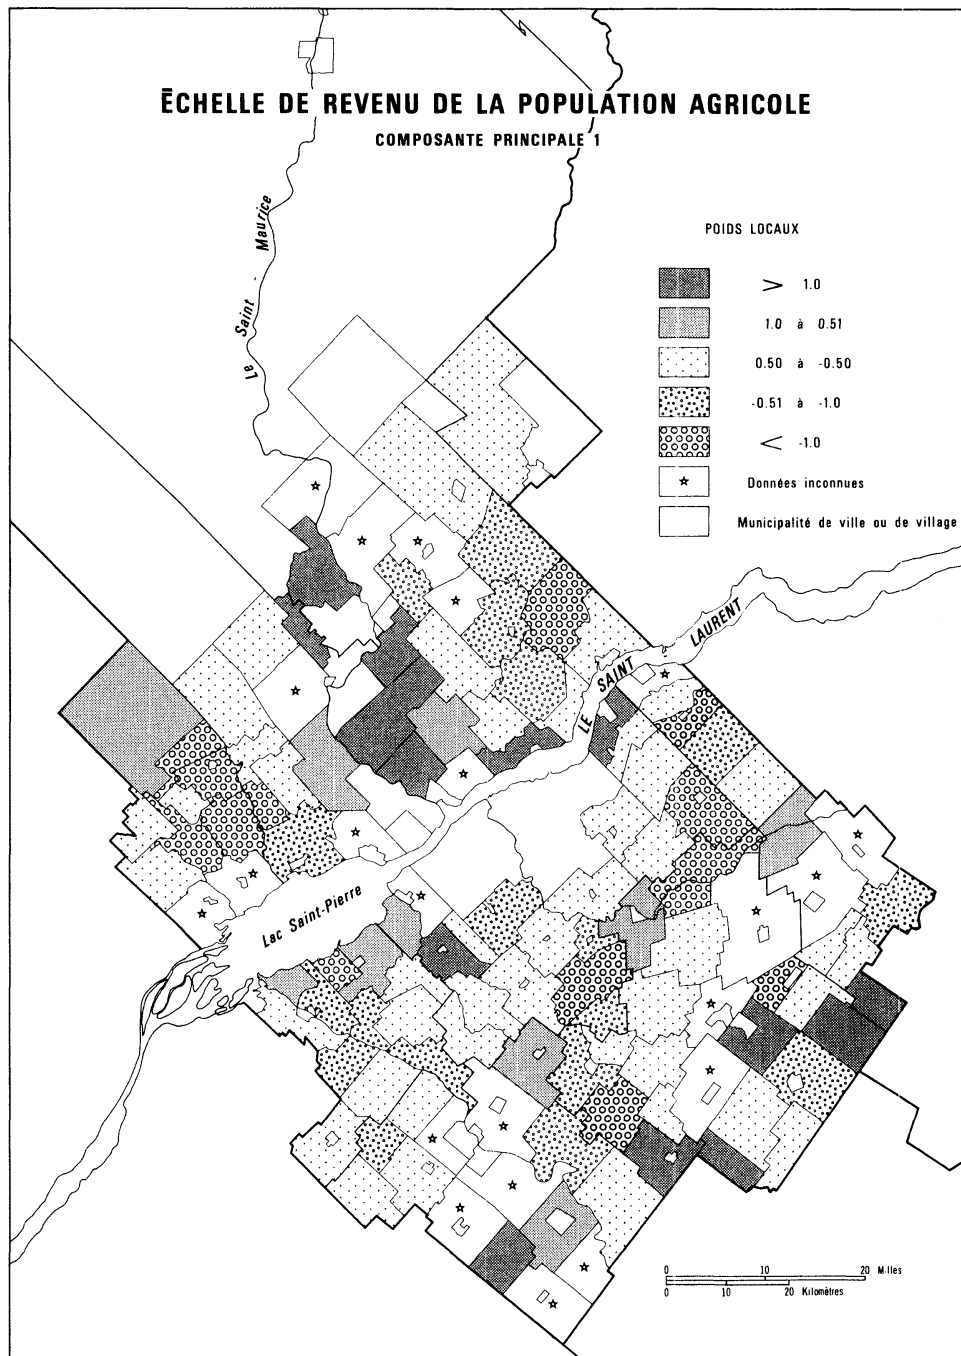 ÉCHELLE DE REVENU DE LA POPULATION AGRICOLE
COMPOSANTE PRINCIPALE 1
Le Saint - Maurice
POIDS LOCAUX
> 1.0
1.0 à 0.51
0.50 à -0.50
-0.51 à -1.0
< -1.0
Données inconnues
Municipalité de ville ou de village
LE SAINT LAURENT
Lac Saint-Pierre
0 10 20 Milles
0 10 20 Kilomètres